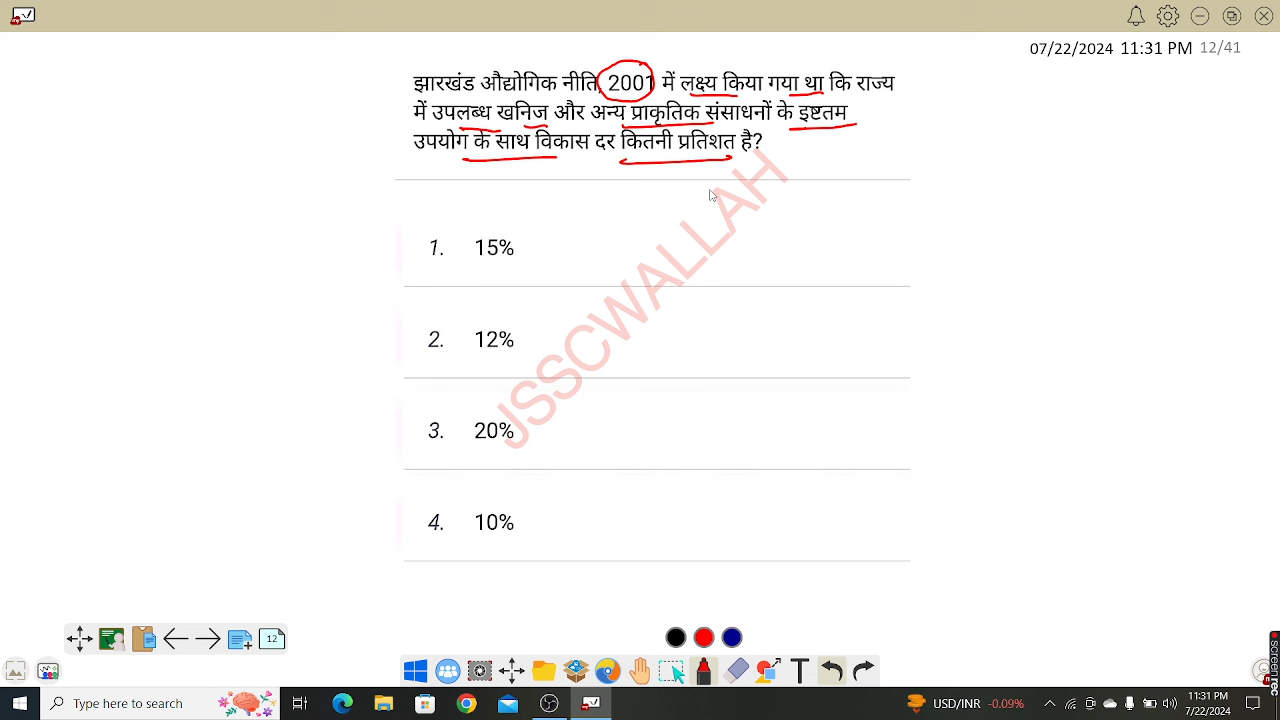 07/22/2024 11:31 PM 12/41
झारखंड औद्योगिक नीति, 2001 में लक्ष्य किया गया था कि राज्य
में उपलब्ध खनिज और अन्य प्राकृतिक संसाधनों के इष्टतम
उपयोग के साथ विकास दर कितनी प्रतिशत है?
1. 15%
2. 12%
3. 20%
4. 10%
JSSCWALLAH
12
Type here to search
USD/INR -0.09%
11:31 PM
7/22/2024